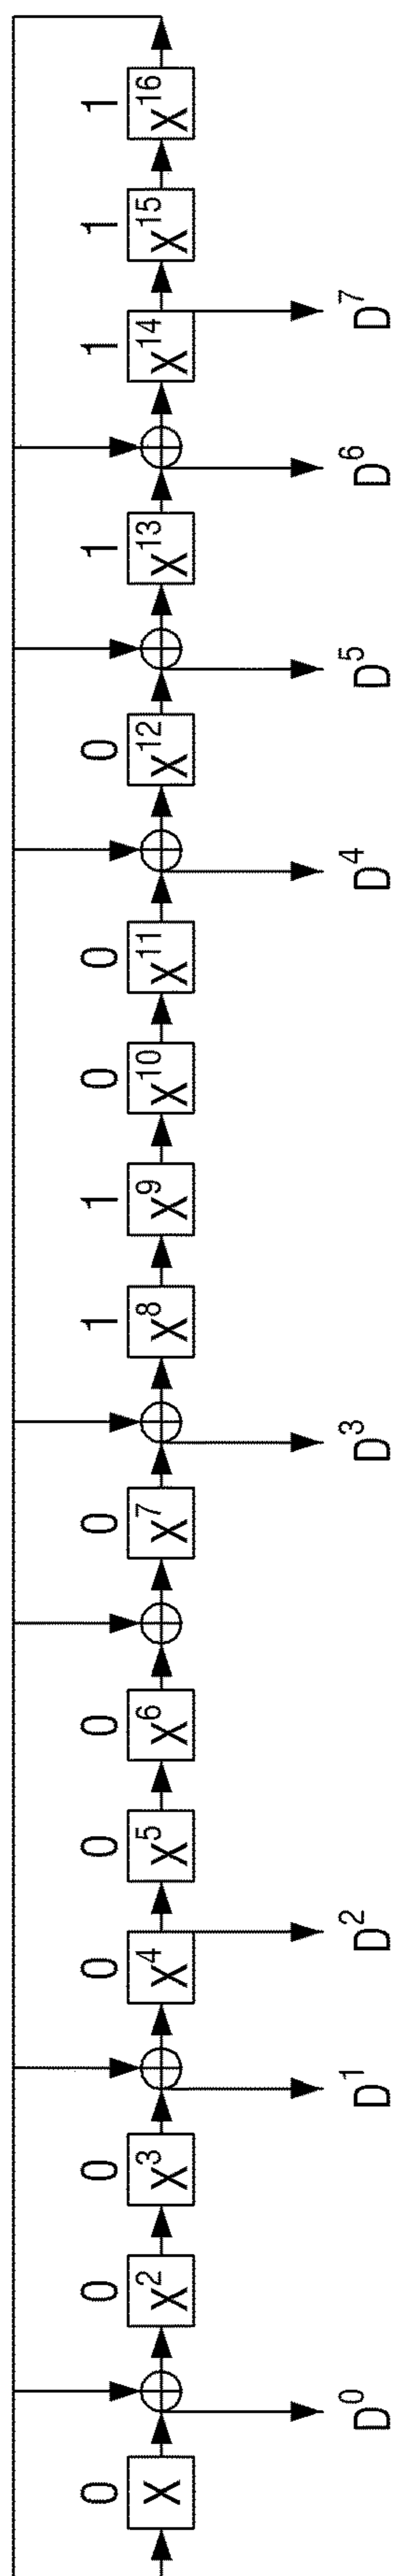 0 0 0 0 0 0 0 1 1 0 0 0 1 1 1 1
X X² X³ X⁴ X⁵ X⁶ X⁷ X⁸ X⁹ X¹⁰ X¹¹ X¹² X¹³ X¹⁴ X¹⁵ X¹⁶
D⁰ D¹ D² D³ D⁴ D⁵ D⁶ D⁷